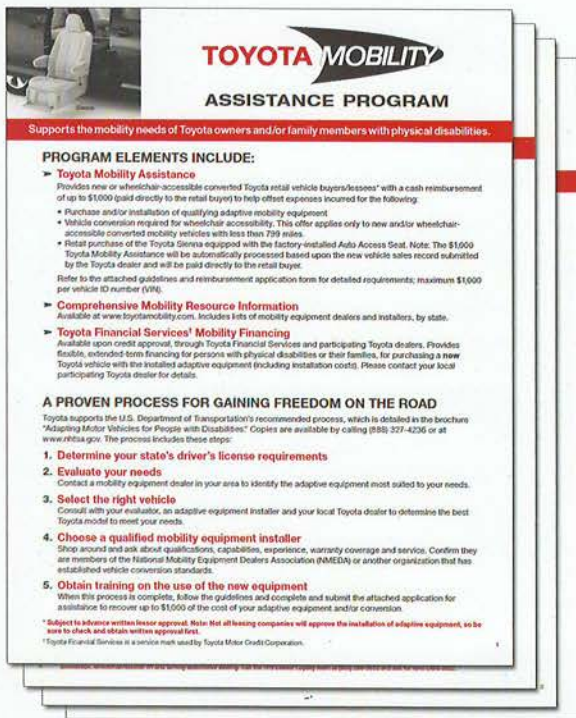 Sienna
TOYOTA MOBILITY
ASSISTANCE PROGRAM
Supports the mobility needs of Toyota owners and/or family members with physical disabilities.
PROGRAM ELEMENTS INCLUDE:
➤ Toyota Mobility Assistance
Provides new or wheelchair-accessible converted Toyota retail vehicle buyers/lessees* with a cash reimbursement
of up to $1,000 (paid directly to the retail buyer) to help offset expenses incurred for the following:
• Purchase and/or installation of qualifying adaptive mobility equipment
• Vehicle conversion required for wheelchair accessibility. This offer applies only to new and/or wheelchair-
accessible converted mobility vehicles with less than 799 miles.
• Retail purchase of the Toyota Sienna equipped with the factory-installed Auto Access Seat. Note: The $1,000
Toyota Mobility Assistance will be automatically processed based upon the new vehicle sales record submitted
by the Toyota dealer and will be paid directly to the retail buyer.
Refer to the attached guidelines and reimbursement application form for detailed requirements; maximum $1,000
per vehicle ID number (VIN).
➤ Comprehensive Mobility Resource Information
Available at www.toyotamobility.com. Includes lists of mobility equipment dealers and installers, by state.
➤ Toyota Financial Services† Mobility Financing
Available upon credit approval, through Toyota Financial Services and participating Toyota dealers. Provides
flexible, extended-term financing for persons with physical disabilities or their families, for purchasing a new
Toyota vehicle with the installed adaptive equipment (including installation costs). Please contact your local
participating Toyota dealer for details.
A PROVEN PROCESS FOR GAINING FREEDOM ON THE ROAD
Toyota supports the U.S. Department of Transportation's recommended process, which is detailed in the brochure
"Adapting Motor Vehicles for People with Disabilities." Copies are available by calling (888) 327-4236 or at
www.nhtsa.gov. The process includes these steps:
1. Determine your state's driver's license requirements
2. Evaluate your needs
Contact a mobility equipment dealer in your area to identify the adaptive equipment most suited to your needs.
3. Select the right vehicle
Consult with your evaluator, an adaptive equipment installer and your local Toyota dealer to determine the best
Toyota model to meet your needs.
4. Choose a qualified mobility equipment installer
Shop around and ask about qualifications, capabilities, experience, warranty coverage and service. Confirm they
are members of the National Mobility Equipment Dealers Association (NMEDA) or another organization that has
established vehicle conversion standards.
5. Obtain training on the use of the new equipment
When this process is complete, follow the guidelines and complete and submit the attached application for
assistance to recover up to $1,000 of the cost of your adaptive equipment and/or conversion.
* Subject to advance written lessor approval. Note: Not all leasing companies will approve the installation of adaptive equipment, so be
sure to check and obtain written approval first.
† Toyota Financial Services is a service mark used by Toyota Motor Credit Corporation.
1